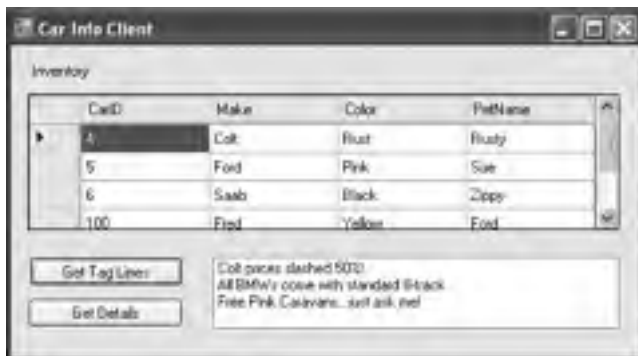 Car Info Client
Inventory
CarID Make Color PetName
4 Colt Rust Rusty
5 Ford Pink Sue
6 Saab Black Zippy
100 Fred Yellow Ford
Get Tag Lines
Get Details
Colt prices slashed 50%!
All BMW's come with standard 8-track
Free Pink Caravans...just ask me!